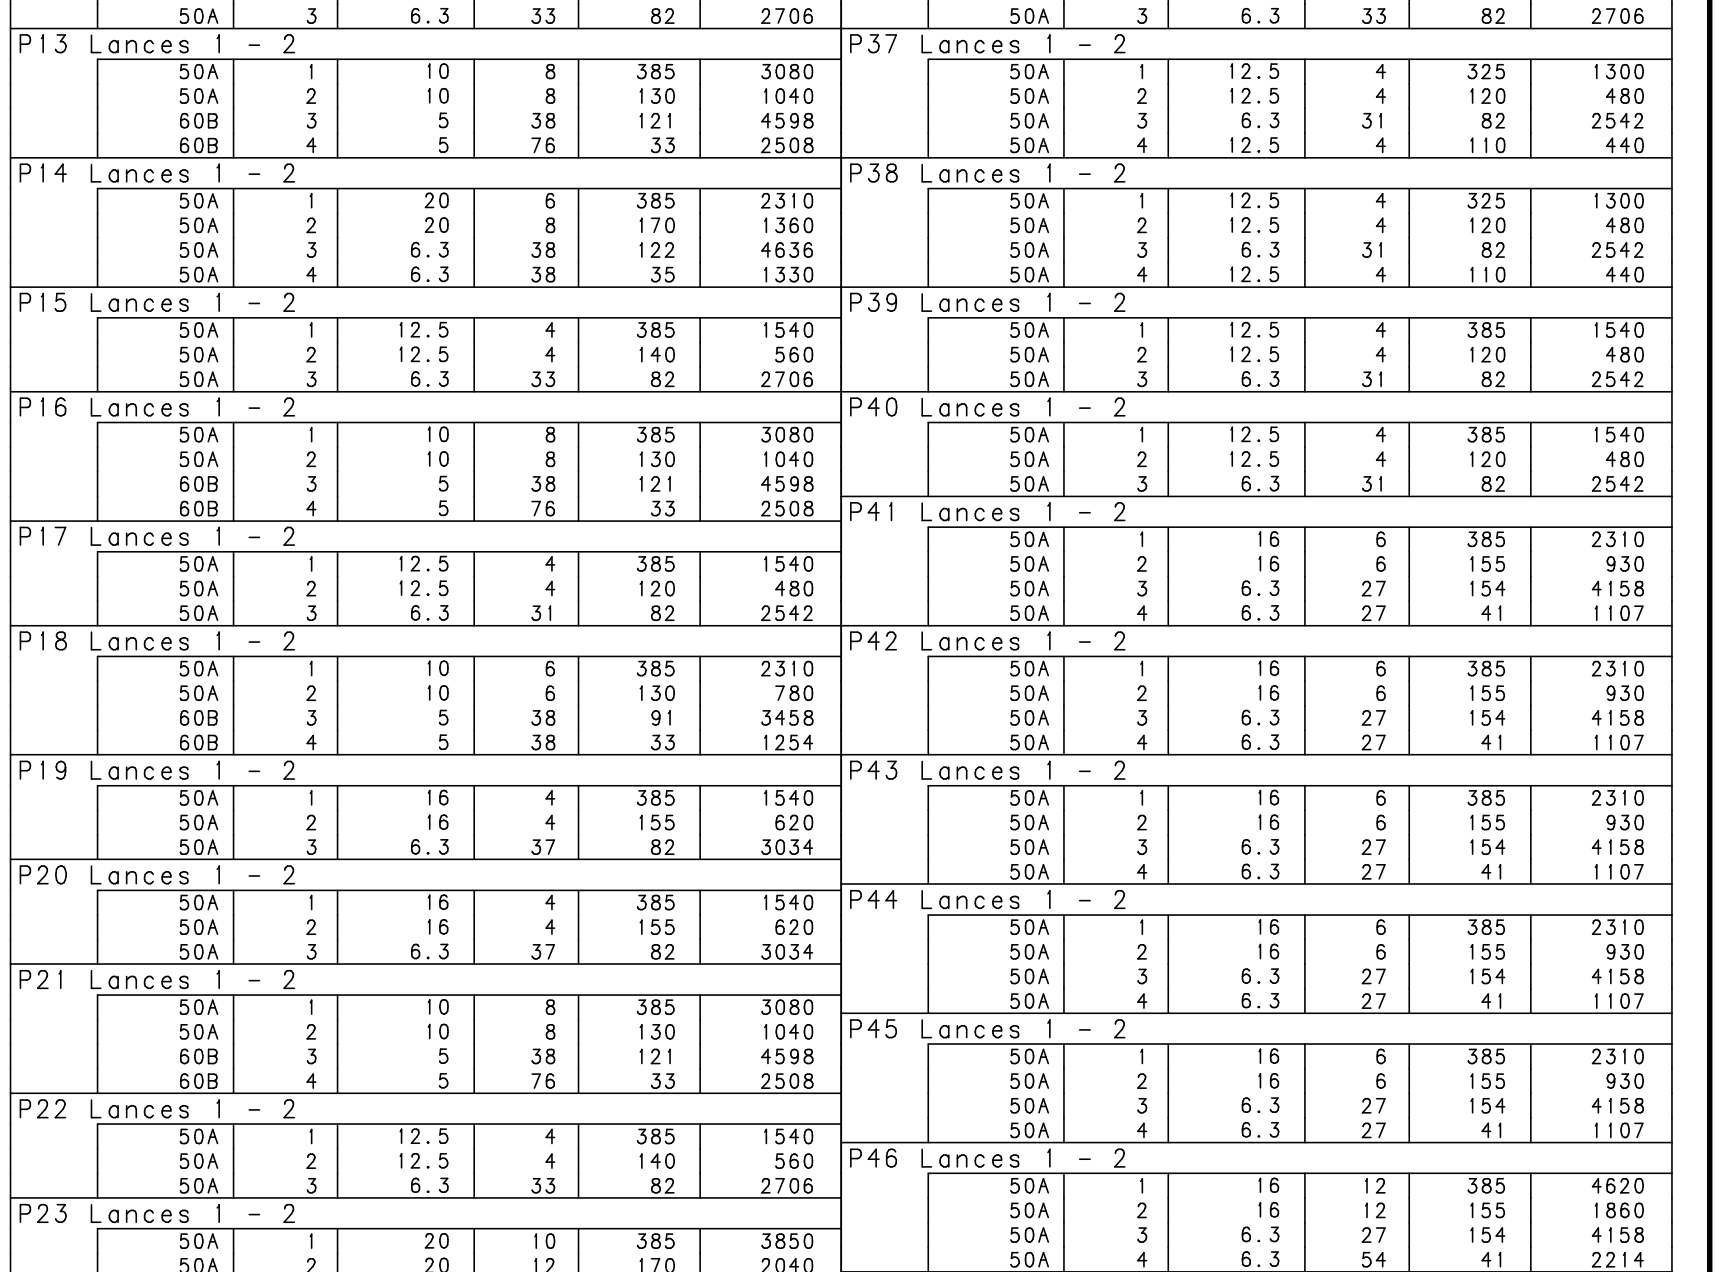 50A 3 6.3 33 82 2706
P13 Lances 1 - 2
50A 1 10 8 385 3080
50A 2 10 8 130 1040
60B 3 5 38 121 4598
60B 4 5 76 33 2508
P14 Lances 1 - 2
50A 1 20 6 385 2310
50A 2 20 8 170 1360
50A 3 6.3 38 122 4636
50A 4 6.3 38 35 1330
P15 Lances 1 - 2
50A 1 12.5 4 385 1540
50A 2 12.5 4 140 560
50A 3 6.3 33 82 2706
P16 Lances 1 - 2
50A 1 10 8 385 3080
50A 2 10 8 130 1040
60B 3 5 38 121 4598
60B 4 5 76 33 2508
P17 Lances 1 - 2
50A 1 12.5 4 385 1540
50A 2 12.5 4 120 480
50A 3 6.3 31 82 2542
P18 Lances 1 - 2
50A 1 10 6 385 2310
50A 2 10 6 130 780
60B 3 5 38 91 3458
60B 4 5 38 33 1254
P19 Lances 1 - 2
50A 1 16 4 385 1540
50A 2 16 4 155 620
50A 3 6.3 37 82 3034
P20 Lances 1 - 2
50A 1 16 4 385 1540
50A 2 16 4 155 620
50A 3 6.3 37 82 3034
P21 Lances 1 - 2
50A 1 10 8 385 3080
50A 2 10 8 130 1040
60B 3 5 38 121 4598
60B 4 5 76 33 2508
P22 Lances 1 - 2
50A 1 12.5 4 385 1540
50A 2 12.5 4 140 560
50A 3 6.3 33 82 2706
P23 Lances 1 - 2
50A 1 20 10 385 3850
50A 2 20 12 170 2040
50A 3 6.3 33 82 2706
P37 Lances 1 - 2
50A 1 12.5 4 325 1300
50A 2 12.5 4 120 480
50A 3 6.3 31 82 2542
50A 4 12.5 4 110 440
P38 Lances 1 - 2
50A 1 12.5 4 325 1300
50A 2 12.5 4 120 480
50A 3 6.3 31 82 2542
50A 4 12.5 4 110 440
P39 Lances 1 - 2
50A 1 12.5 4 385 1540
50A 2 12.5 4 120 480
50A 3 6.3 31 82 2542
P40 Lances 1 - 2
50A 1 12.5 4 385 1540
50A 2 12.5 4 120 480
50A 3 6.3 31 82 2542
P41 Lances 1 - 2
50A 1 16 6 385 2310
50A 2 16 6 155 930
50A 3 6.3 27 154 4158
50A 4 6.3 27 41 1107
P42 Lances 1 - 2
50A 1 16 6 385 2310
50A 2 16 6 155 930
50A 3 6.3 27 154 4158
50A 4 6.3 27 41 1107
P43 Lances 1 - 2
50A 1 16 6 385 2310
50A 2 16 6 155 930
50A 3 6.3 27 154 4158
50A 4 6.3 27 41 1107
P44 Lances 1 - 2
50A 1 16 6 385 2310
50A 2 16 6 155 930
50A 3 6.3 27 154 4158
50A 4 6.3 27 41 1107
P45 Lances 1 - 2
50A 1 16 6 385 2310
50A 2 16 6 155 930
50A 3 6.3 27 154 4158
50A 4 6.3 27 41 1107
P46 Lances 1 - 2
50A 1 16 12 385 4620
50A 2 16 12 155 1860
50A 3 6.3 27 154 4158
50A 4 6.3 54 41 2214